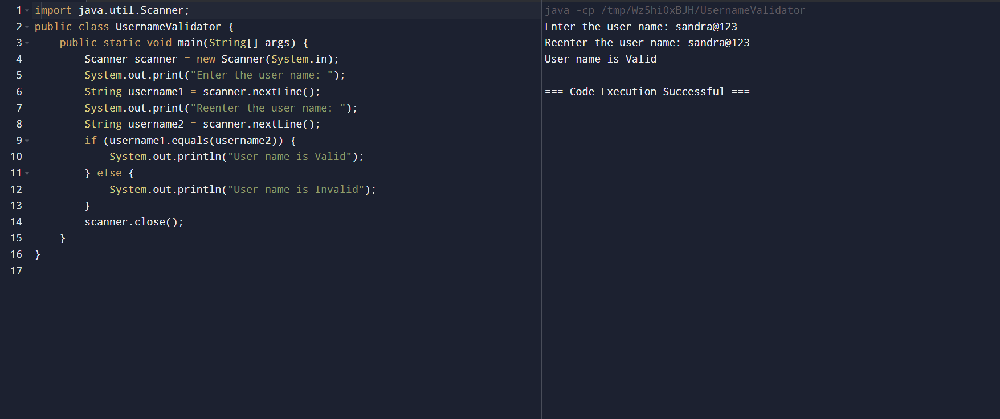 1 import java.util.Scanner;
2 public class UsernameValidator {
3     public static void main(String[] args) {
4         Scanner scanner = new Scanner(System.in);
5         System.out.print("Enter the user name: ");
6         String username1 = scanner.nextLine();
7         System.out.print("Reenter the user name: ");
8         String username2 = scanner.nextLine();
9         if (username1.equals(username2)) {
10             System.out.println("User name is Valid");
11         } else {
12             System.out.println("User name is Invalid");
13         }
14         scanner.close();
15     }
16 }
17
java -cp /tmp/Wz5hi0xBJH/UsernameValidator
Enter the user name: sandra@123
Reenter the user name: sandra@123
User name is Valid
=== Code Execution Successful ===